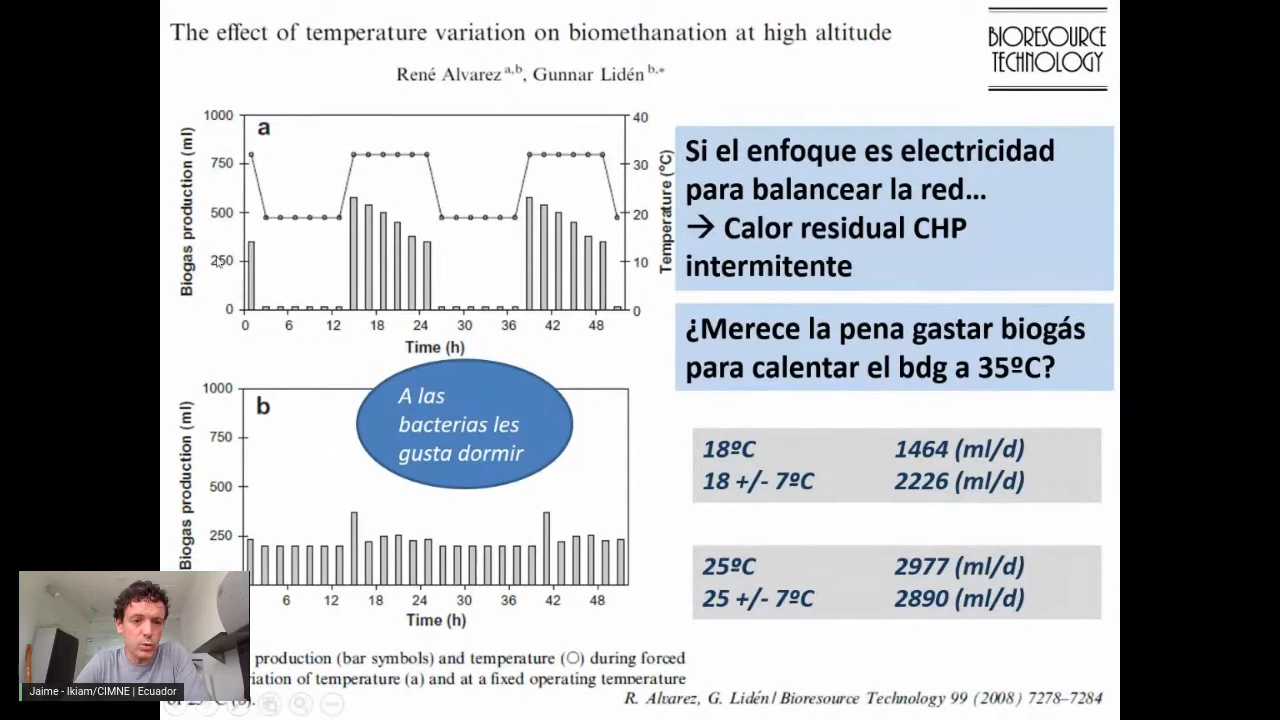 The effect of temperature variation on biomethanation at high altitude
BIORESOURCE
TECHNOLOGY
René Alvarez a,b, Gunnar Lidén b,*
a
Biogas production (ml)
1000
750
500
250
0
40
30
20
10
0
Temperature (°C)
0 6 12 18 24 30 36 42 48
Time (h)
Si el enfoque es electricidad
para balancear la red...
→ Calor residual CHP
intermitente
¿Merece la pena gastar biogás
para calentar el bdg a 35ºC?
b
Biogas production (ml)
1000
750
500
250
6 12 18 24 30 36 42 48
Time (h)
A las
bacterias les
gusta dormir
18ºC 1464 (ml/d)
18 +/- 7ºC 2226 (ml/d)
25ºC 2977 (ml/d)
25 +/- 7ºC 2890 (ml/d)
production (bar symbols) and temperature (○) during forced
iation of temperature (a) and at a fixed operating temperature
R. Alvarez, G. Lidén / Bioresource Technology 99 (2008) 7278–7284
Jaime - Ikiam/CIMNE | Ecuador